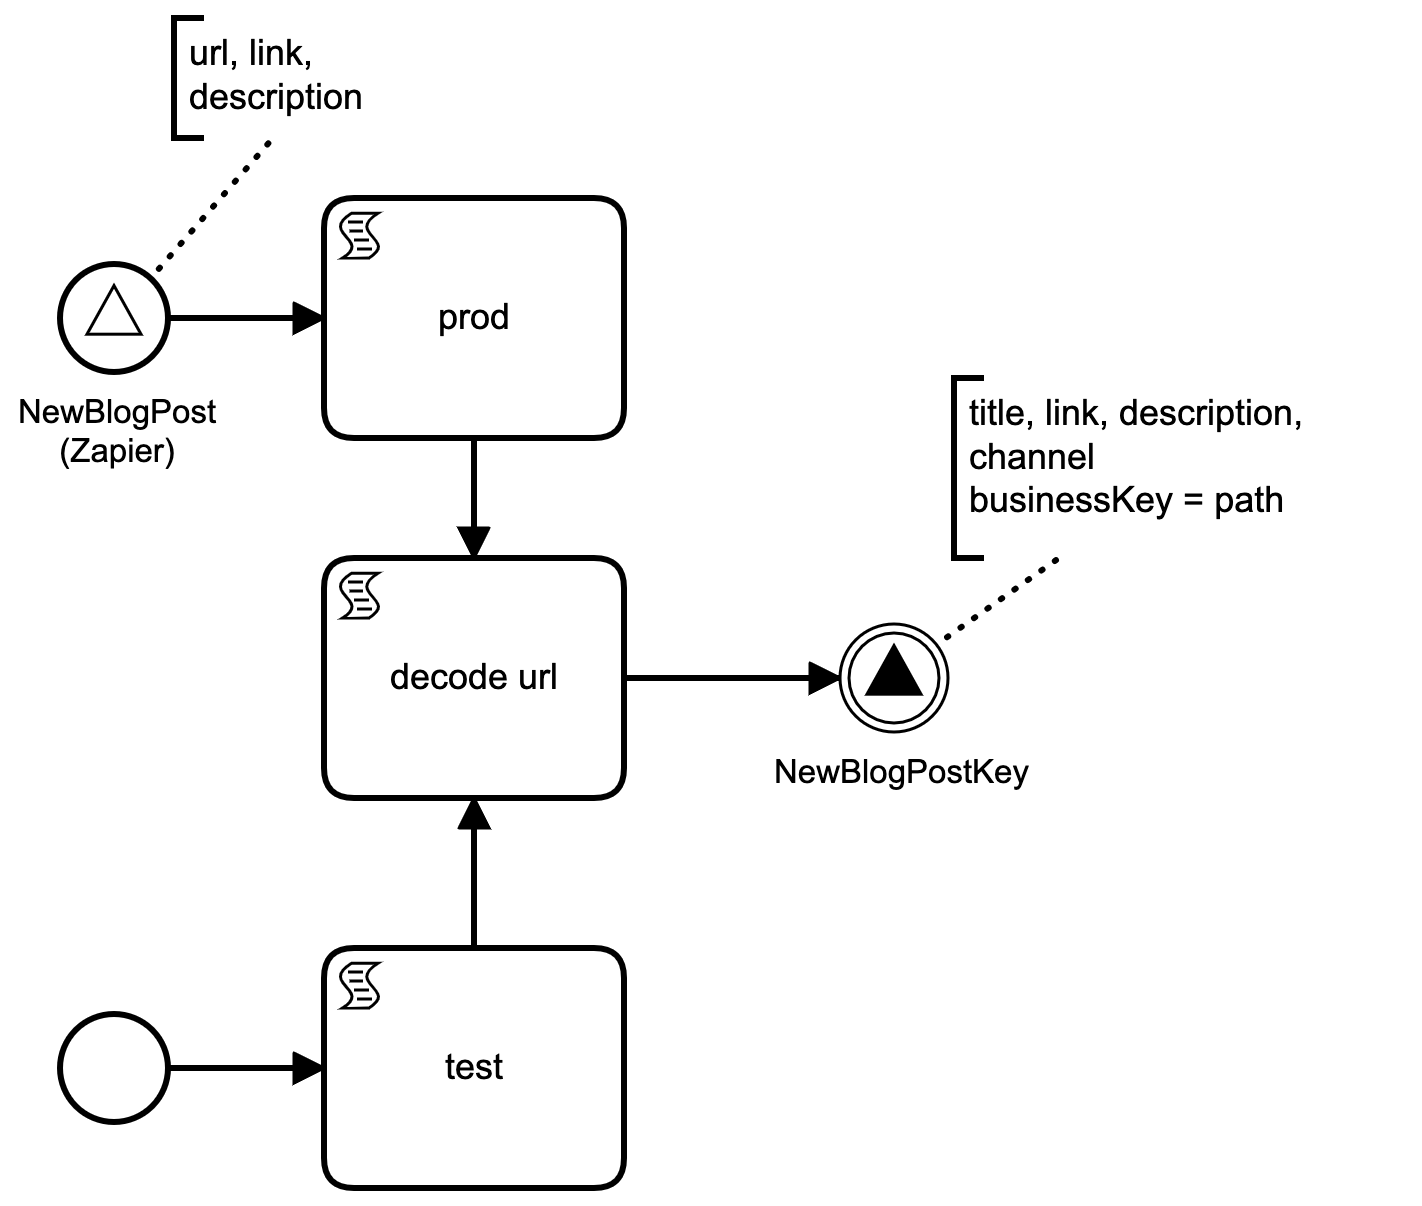 url, link,
description
prod
NewBlogPost
(Zapier)
title, link, description,
channel
businessKey = path
decode url
NewBlogPostKey
test